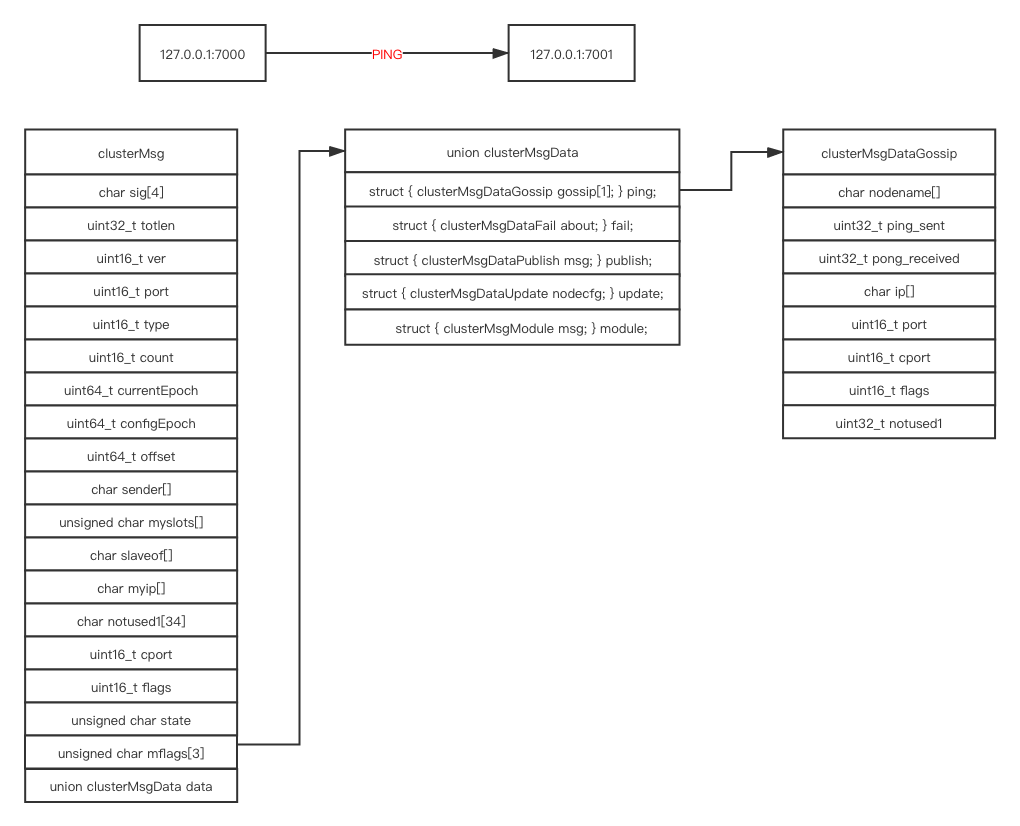 127.0.0.1:7000
PING
127.0.0.1:7001
clusterMsg
char sig[4]
uint32_t totlen
uint16_t ver
uint16_t port
uint16_t type
uint16_t count
uint64_t currentEpoch
uint64_t configEpoch
uint64_t offset
char sender[]
unsigned char myslots[]
char slaveof[]
char myip[]
char notused1[34]
uint16_t cport
uint16_t flags
unsigned char state
unsigned char mflags[3]
union clusterMsgData data
union clusterMsgData
struct { clusterMsgDataGossip gossip[1]; } ping;
struct { clusterMsgDataFail about; } fail;
struct { clusterMsgDataPublish msg; } publish;
struct { clusterMsgDataUpdate nodecfg; } update;
struct { clusterMsgModule msg; } module;
clusterMsgDataGossip
char nodename[]
uint32_t ping_sent
uint32_t pong_received
char ip[]
uint16_t port
uint16_t cport
uint16_t flags
uint32_t notused1